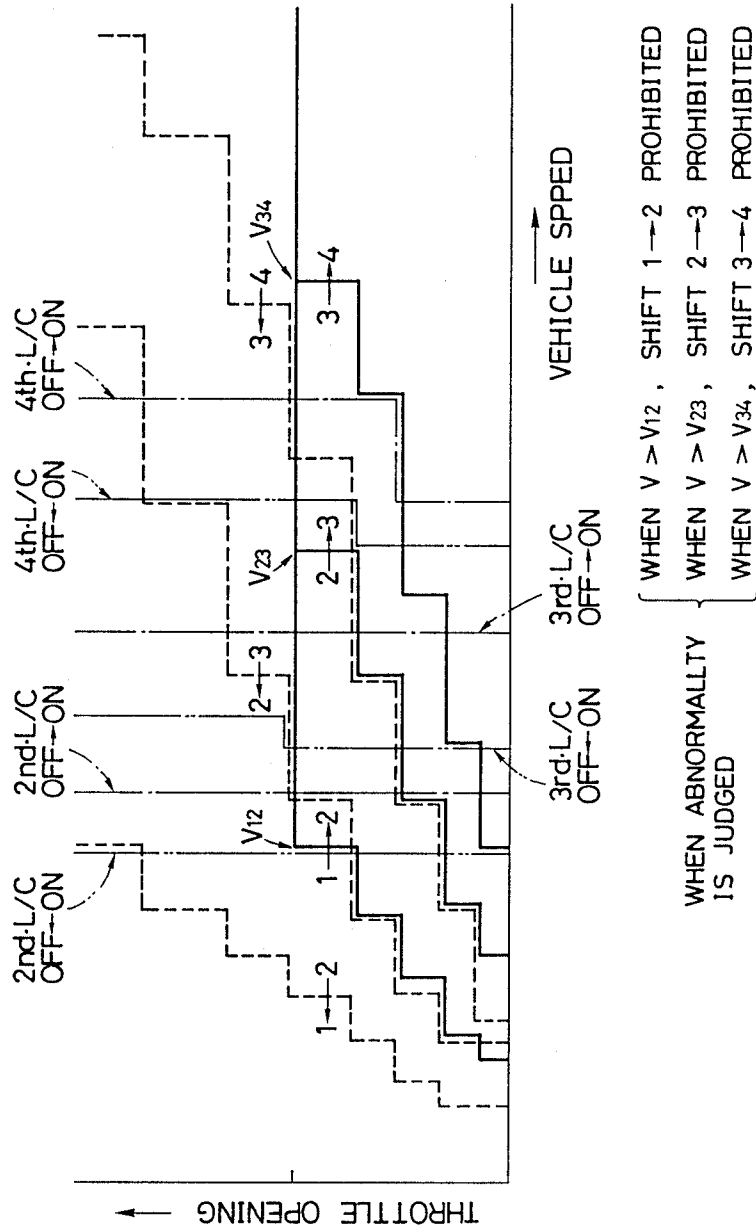 THROTTLE OPENING →
2nd·L/C
OFF←ON
2nd·L/C
OFF→ON
4th·L/C
OFF←ON
4th·L/C
OFF→ON
1←2
V12
1→2
2←3
V23
2→3
3←4
V34
3→4
3rd·L/C
OFF←ON
3rd·L/C
OFF→ON
→
VEHICLE SPPED
WHEN ABNORMALLTY
IS JUDGED
WHEN V > V12, SHIFT 1→2 PROHIBITED
WHEN V > V23, SHIFT 2→3 PROHIBITED
WHEN V > V34, SHIFT 3→4 PROHIBITED